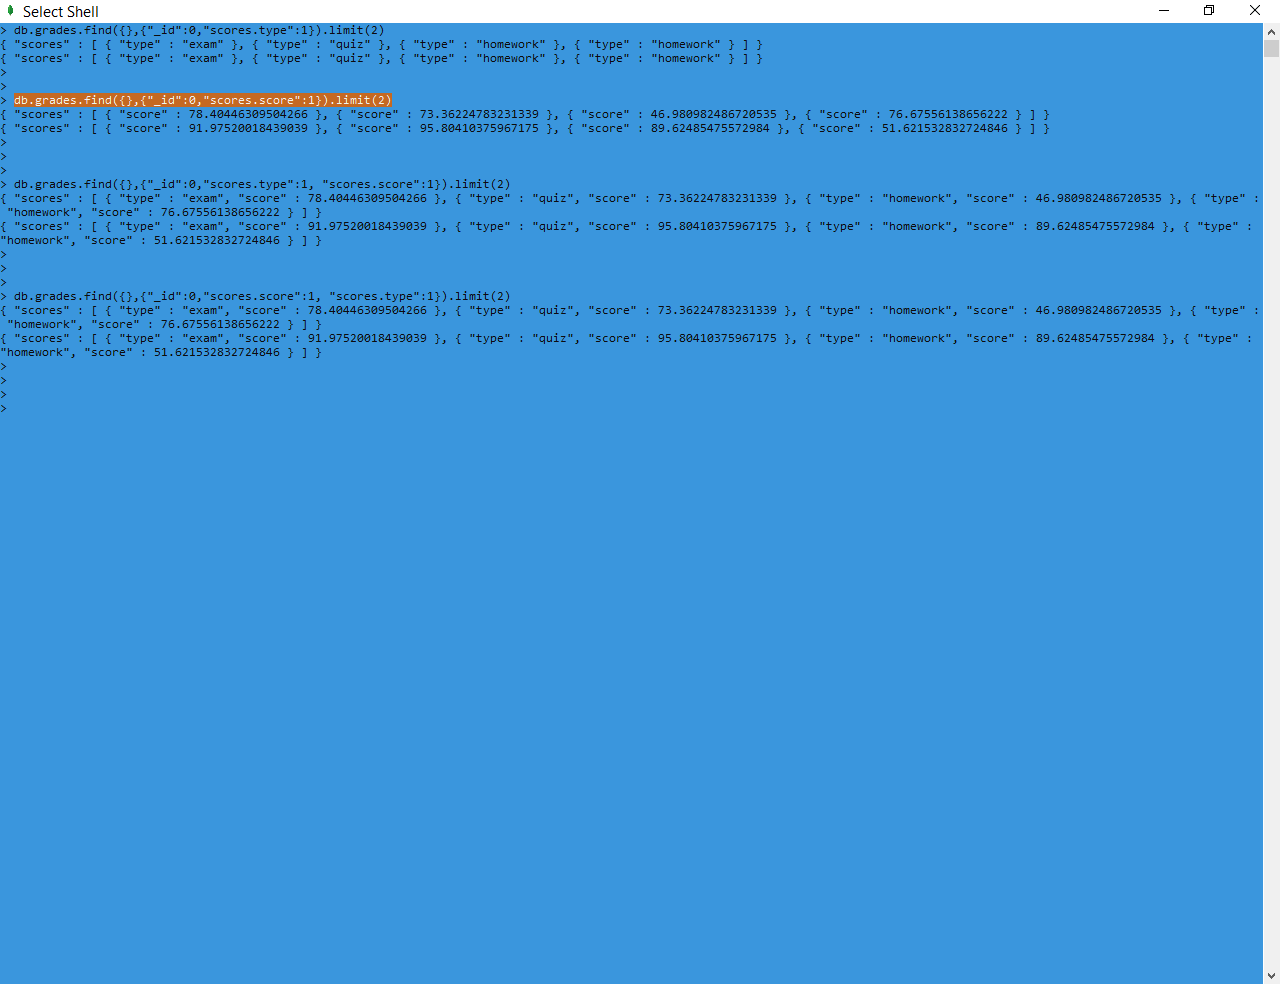 Select Shell
> db.grades.find({},{"_id":0,"scores.type":1}).limit(2)
{ "scores" : [ { "type" : "exam" }, { "type" : "quiz" }, { "type" : "homework" }, { "type" : "homework" } ] }
{ "scores" : [ { "type" : "exam" }, { "type" : "quiz" }, { "type" : "homework" }, { "type" : "homework" } ] }
>
>
> db.grades.find({},{"_id":0,"scores.score":1}).limit(2)
{ "scores" : [ { "score" : 78.40446309504266 }, { "score" : 73.36224783231339 }, { "score" : 46.980982486720535 }, { "score" : 76.67556138656222 } ] }
{ "scores" : [ { "score" : 91.97520018439039 }, { "score" : 95.80410375967175 }, { "score" : 89.62485475572984 }, { "score" : 51.621532832724846 } ] }
>
>
>
> db.grades.find({},{"_id":0,"scores.type":1, "scores.score":1}).limit(2)
{ "scores" : [ { "type" : "exam", "score" : 78.40446309504266 }, { "type" : "quiz", "score" : 73.36224783231339 }, { "type" : "homework", "score" : 46.980982486720535 }, { "type" :
"homework", "score" : 76.67556138656222 } ] }
{ "scores" : [ { "type" : "exam", "score" : 91.97520018439039 }, { "type" : "quiz", "score" : 95.80410375967175 }, { "type" : "homework", "score" : 89.62485475572984 }, { "type" :
"homework", "score" : 51.621532832724846 } ] }
>
>
>
> db.grades.find({},{"_id":0,"scores.score":1, "scores.type":1}).limit(2)
{ "scores" : [ { "type" : "exam", "score" : 78.40446309504266 }, { "type" : "quiz", "score" : 73.36224783231339 }, { "type" : "homework", "score" : 46.980982486720535 }, { "type" :
"homework", "score" : 76.67556138656222 } ] }
{ "scores" : [ { "type" : "exam", "score" : 91.97520018439039 }, { "type" : "quiz", "score" : 95.80410375967175 }, { "type" : "homework", "score" : 89.62485475572984 }, { "type" :
"homework", "score" : 51.621532832724846 } ] }
>
>
>
>